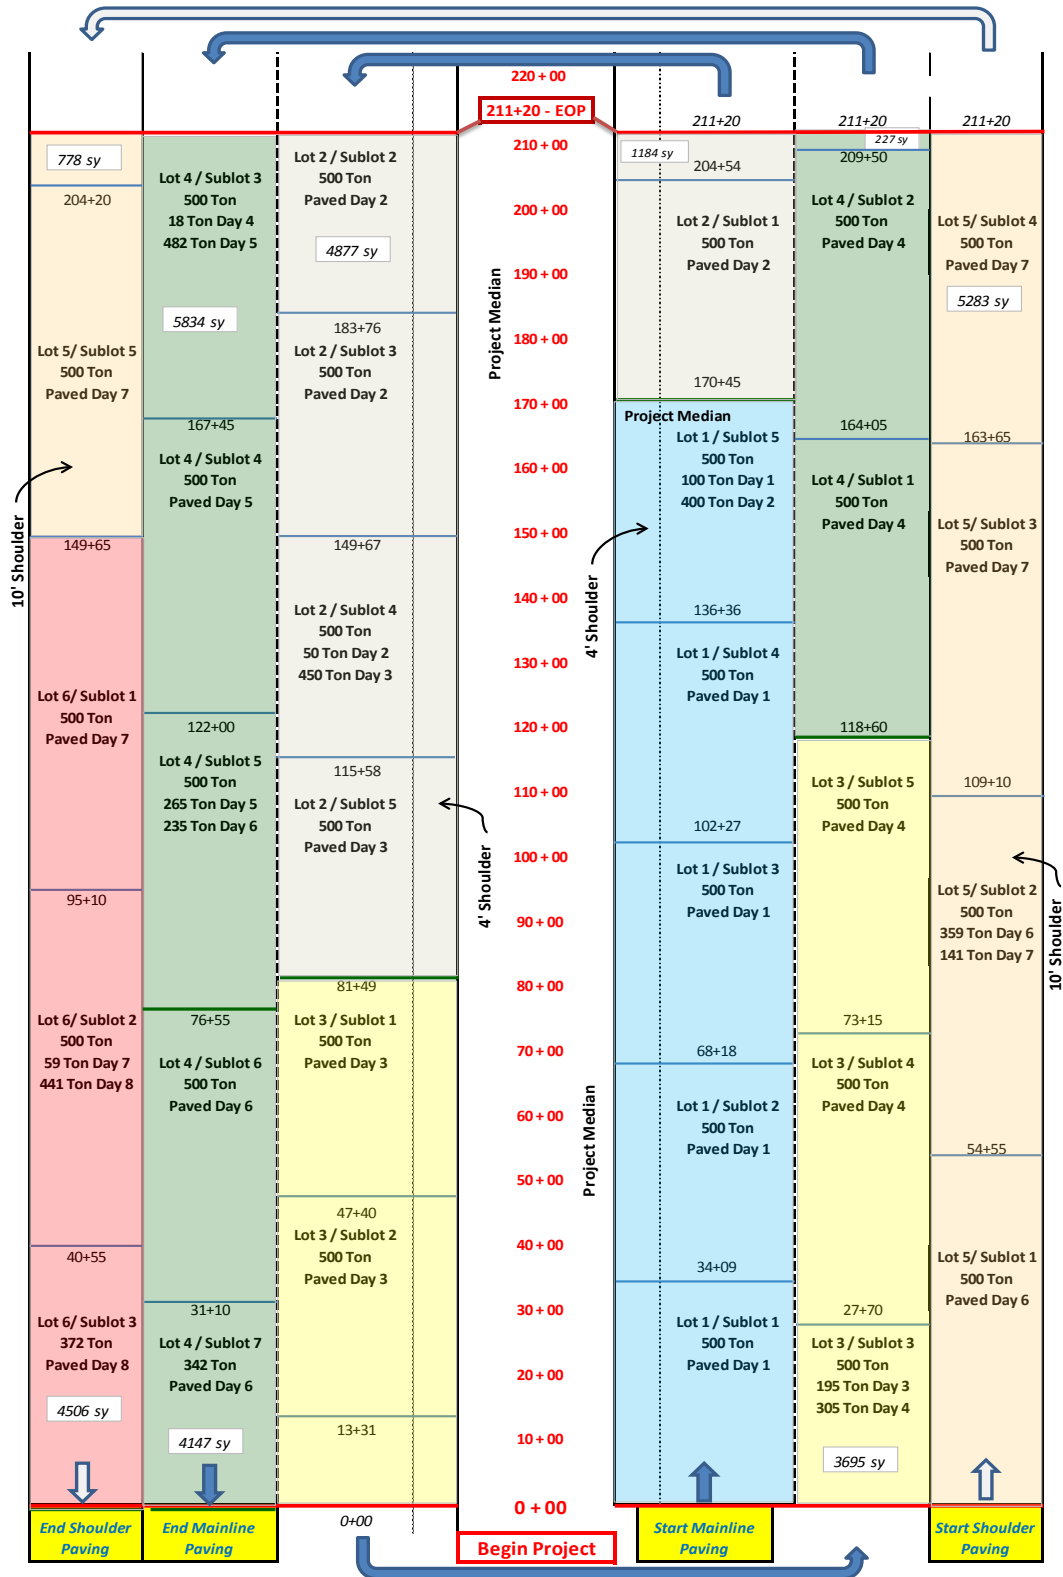 220 + 00
211+20 - EOP
211+20
211+20
211+20
778 sy
204+20
Lot 5/ Sublot 5
500 Ton
Paved Day 7
10' Shoulder
149+65
Lot 6/ Sublot 1
500 Ton
Paved Day 7
95+10
Lot 6/ Sublot 2
500 Ton
59 Ton Day 7
441 Ton Day 8
40+55
Lot 6/ Sublot 3
372 Ton
Paved Day 8
4506 sy
End Shoulder
Paving
Lot 4 / Sublot 3
500 Ton
18 Ton Day 4
482 Ton Day 5
5834 sy
167+45
Lot 4 / Sublot 4
500 Ton
Paved Day 5
122+00
Lot 4 / Sublot 5
500 Ton
265 Ton Day 5
235 Ton Day 6
76+55
Lot 4 / Sublot 6
500 Ton
Paved Day 6
31+10
Lot 4 / Sublot 7
342 Ton
Paved Day 6
4147 sy
End Mainline
Paving
Lot 2 / Sublot 2
500 Ton
Paved Day 2
4877 sy
183+76
Lot 2 / Sublot 3
500 Ton
Paved Day 2
149+67
Lot 2 / Sublot 4
500 Ton
50 Ton Day 2
450 Ton Day 3
115+58
Lot 2 / Sublot 5
500 Ton
Paved Day 3
4' Shoulder
81+49
Lot 3 / Sublot 1
500 Ton
Paved Day 3
47+40
Lot 3 / Sublot 2
500 Ton
Paved Day 3
13+31
0+00
210 + 00
200 + 00
190 + 00
180 + 00
170 + 00
160 + 00
150 + 00
140 + 00
130 + 00
120 + 00
110 + 00
100 + 00
90 + 00
80 + 00
70 + 00
60 + 00
50 + 00
40 + 00
30 + 00
20 + 00
10 + 00
0 + 00
Begin Project
Project Median
Project Median
1184 sy
204+54
Lot 2 / Sublot 1
500 Ton
Paved Day 2
170+45
Project Median
Lot 1 / Sublot 5
500 Ton
100 Ton Day 1
400 Ton Day 2
4' Shoulder
136+36
Lot 1 / Sublot 4
500 Ton
Paved Day 1
102+27
Lot 1 / Sublot 3
500 Ton
Paved Day 1
68+18
Lot 1 / Sublot 2
500 Ton
Paved Day 1
34+09
Lot 1 / Sublot 1
500 Ton
Paved Day 1
Start Mainline
Paving
227 sy
209+50
Lot 4 / Sublot 2
500 Ton
Paved Day 4
164+05
Lot 4 / Sublot 1
500 Ton
Paved Day 4
118+60
Lot 3 / Sublot 5
500 Ton
Paved Day 4
73+15
Lot 3 / Sublot 4
500 Ton
Paved Day 4
27+70
Lot 3 / Sublot 3
500 Ton
195 Ton Day 3
305 Ton Day 4
3695 sy
Lot 5/ Sublot 4
500 Ton
Paved Day 7
5283 sy
163+65
Lot 5/ Sublot 3
500 Ton
Paved Day 7
109+10
Lot 5/ Sublot 2
500 Ton
359 Ton Day 6
141 Ton Day 7
10' Shoulder
54+55
Lot 5/ Sublot 1
500 Ton
Paved Day 6
Start Shoulder
Paving